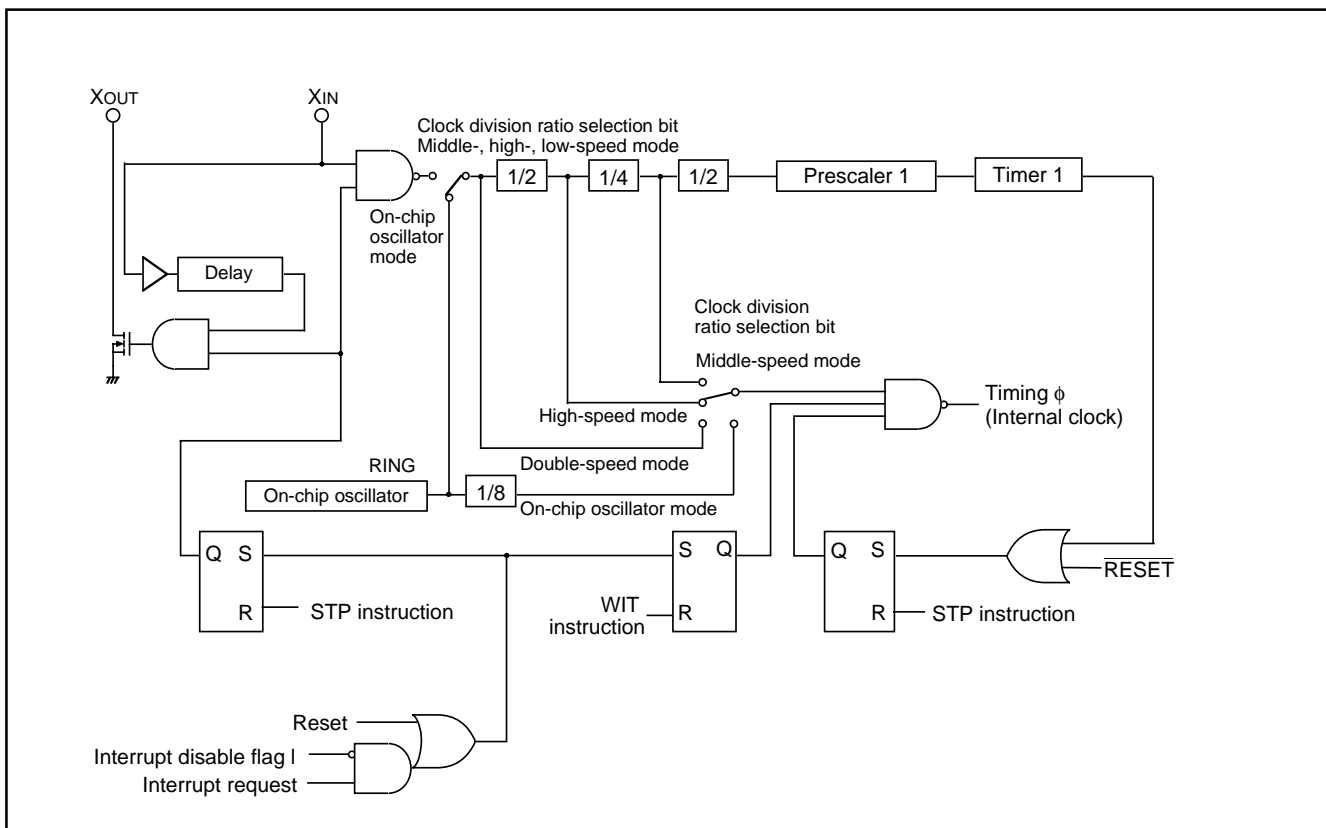 XOUT
XIN
Clock division ratio selection bit
Middle-, high-, low-speed mode
1/2
1/4
1/2
Prescaler 1
Timer 1
On-chip
oscillator
mode
Delay
Clock division
ratio selection bit
Middle-speed mode
Timing ϕ
(Internal clock)
High-speed mode
Double-speed mode
RING
On-chip oscillator
1/8
On-chip oscillator mode
Q S
R
STP instruction
S Q
R
WIT
instruction
Q S
R
STP instruction
RESET
Reset
Interrupt disable flag I
Interrupt request